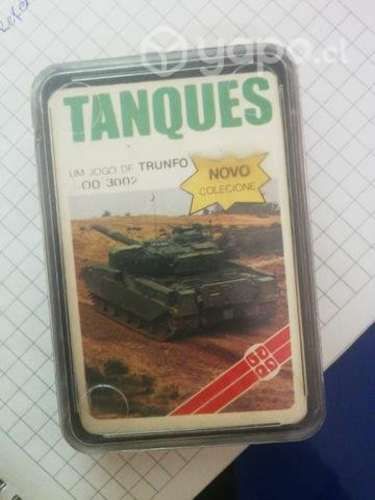 yapo.cl
TANQUES
UM JOGO DE TRUNFO
OD 3002
NOVO
COLECIONE